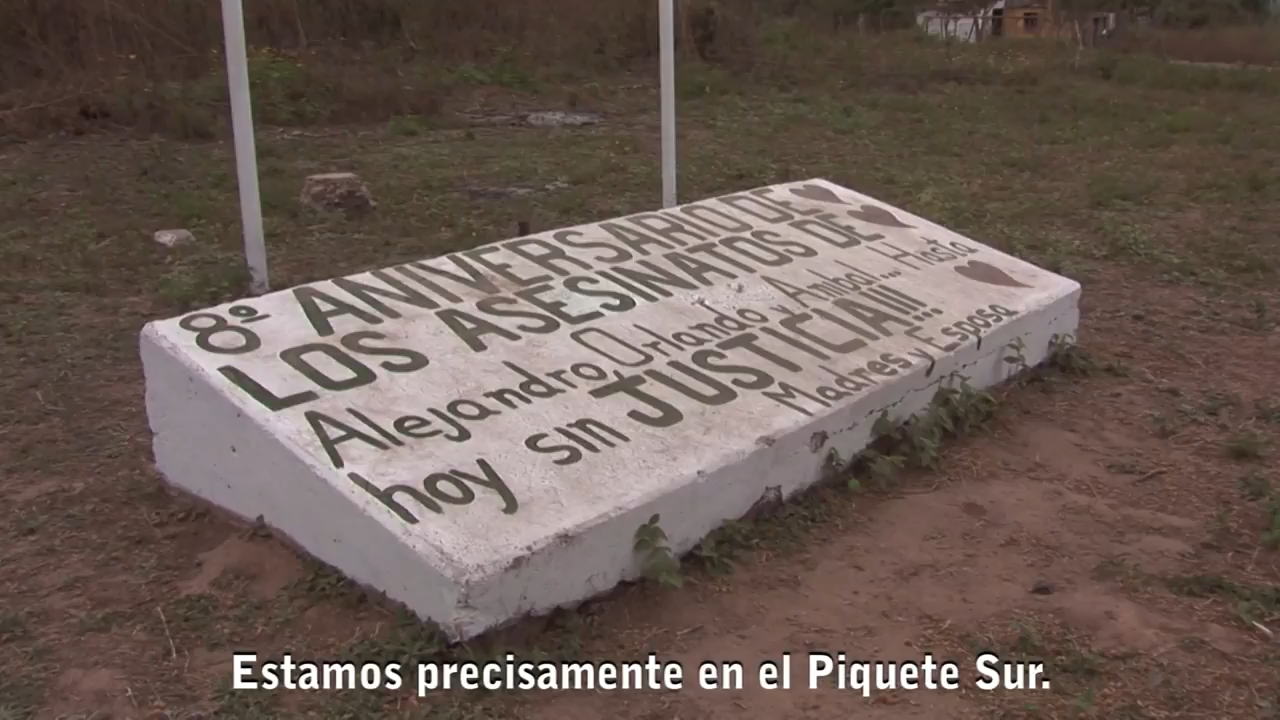 8º ANIVERSARIO DE
LOS ASESINATOS DE
Alejandro Orlando y Anibal... Hasta
hoy sin JUSTICIA!!!
Madres y Esposa
Estamos precisamente en el Piquete Sur.